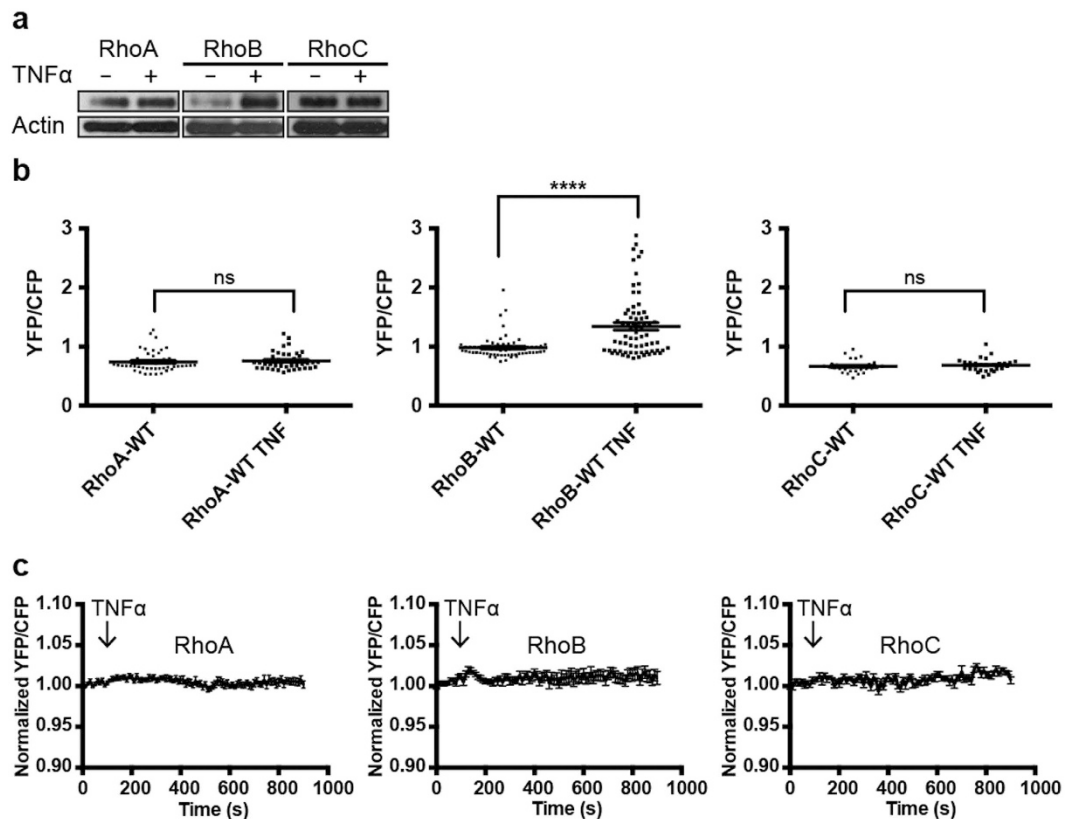 a
RhoA RhoB RhoC
TNFα − + − + − +
Actin
b
YFP/CFP
3
2
1
0
ns
RhoA-WT
RhoA-WT TNF
YFP/CFP
3
2
1
0
****
RhoB-WT
RhoB-WT TNF
YFP/CFP
3
2
1
0
ns
RhoC-WT
RhoC-WT TNF
c
Normalized YFP/CFP
1.10
1.05
1.00
0.95
0.90
TNFα
RhoA
0 200 400 600 800 1000
Time (s)
Normalized YFP/CFP
1.10
1.05
1.00
0.95
0.90
TNFα
RhoB
0 200 400 600 800 1000
Time (s)
Normalized YFP/CFP
1.10
1.05
1.00
0.95
0.90
TNFα
RhoC
0 200 400 600 800 1000
Time (s)